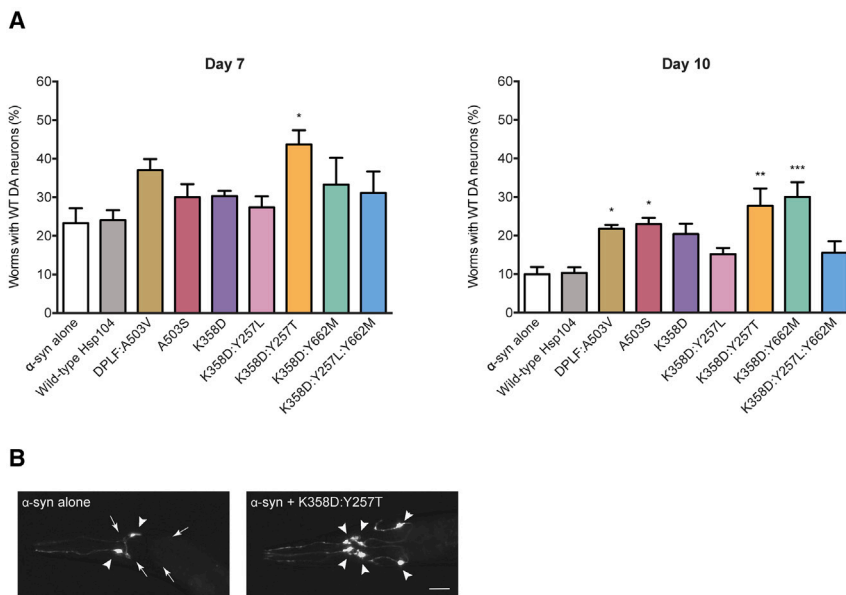 A
Day 7
Worms with WT DA neurons (%)
60
50
40
30
20
10
0
*
α-syn alone
Wild-type Hsp104
DPLF:A503V
A503S
K358D
K358D:Y257L
K358D:Y257T
K358D:Y662M
K358D:Y257L:Y662M
Day 10
Worms with WT DA neurons (%)
60
50
40
30
20
10
0
*
*
**
***
α-syn alone
Wild-type Hsp104
DPLF:A503V
A503S
K358D
K358D:Y257L
K358D:Y257T
K358D:Y662M
K358D:Y257L:Y662M
B
α-syn alone
α-syn + K358D:Y257T